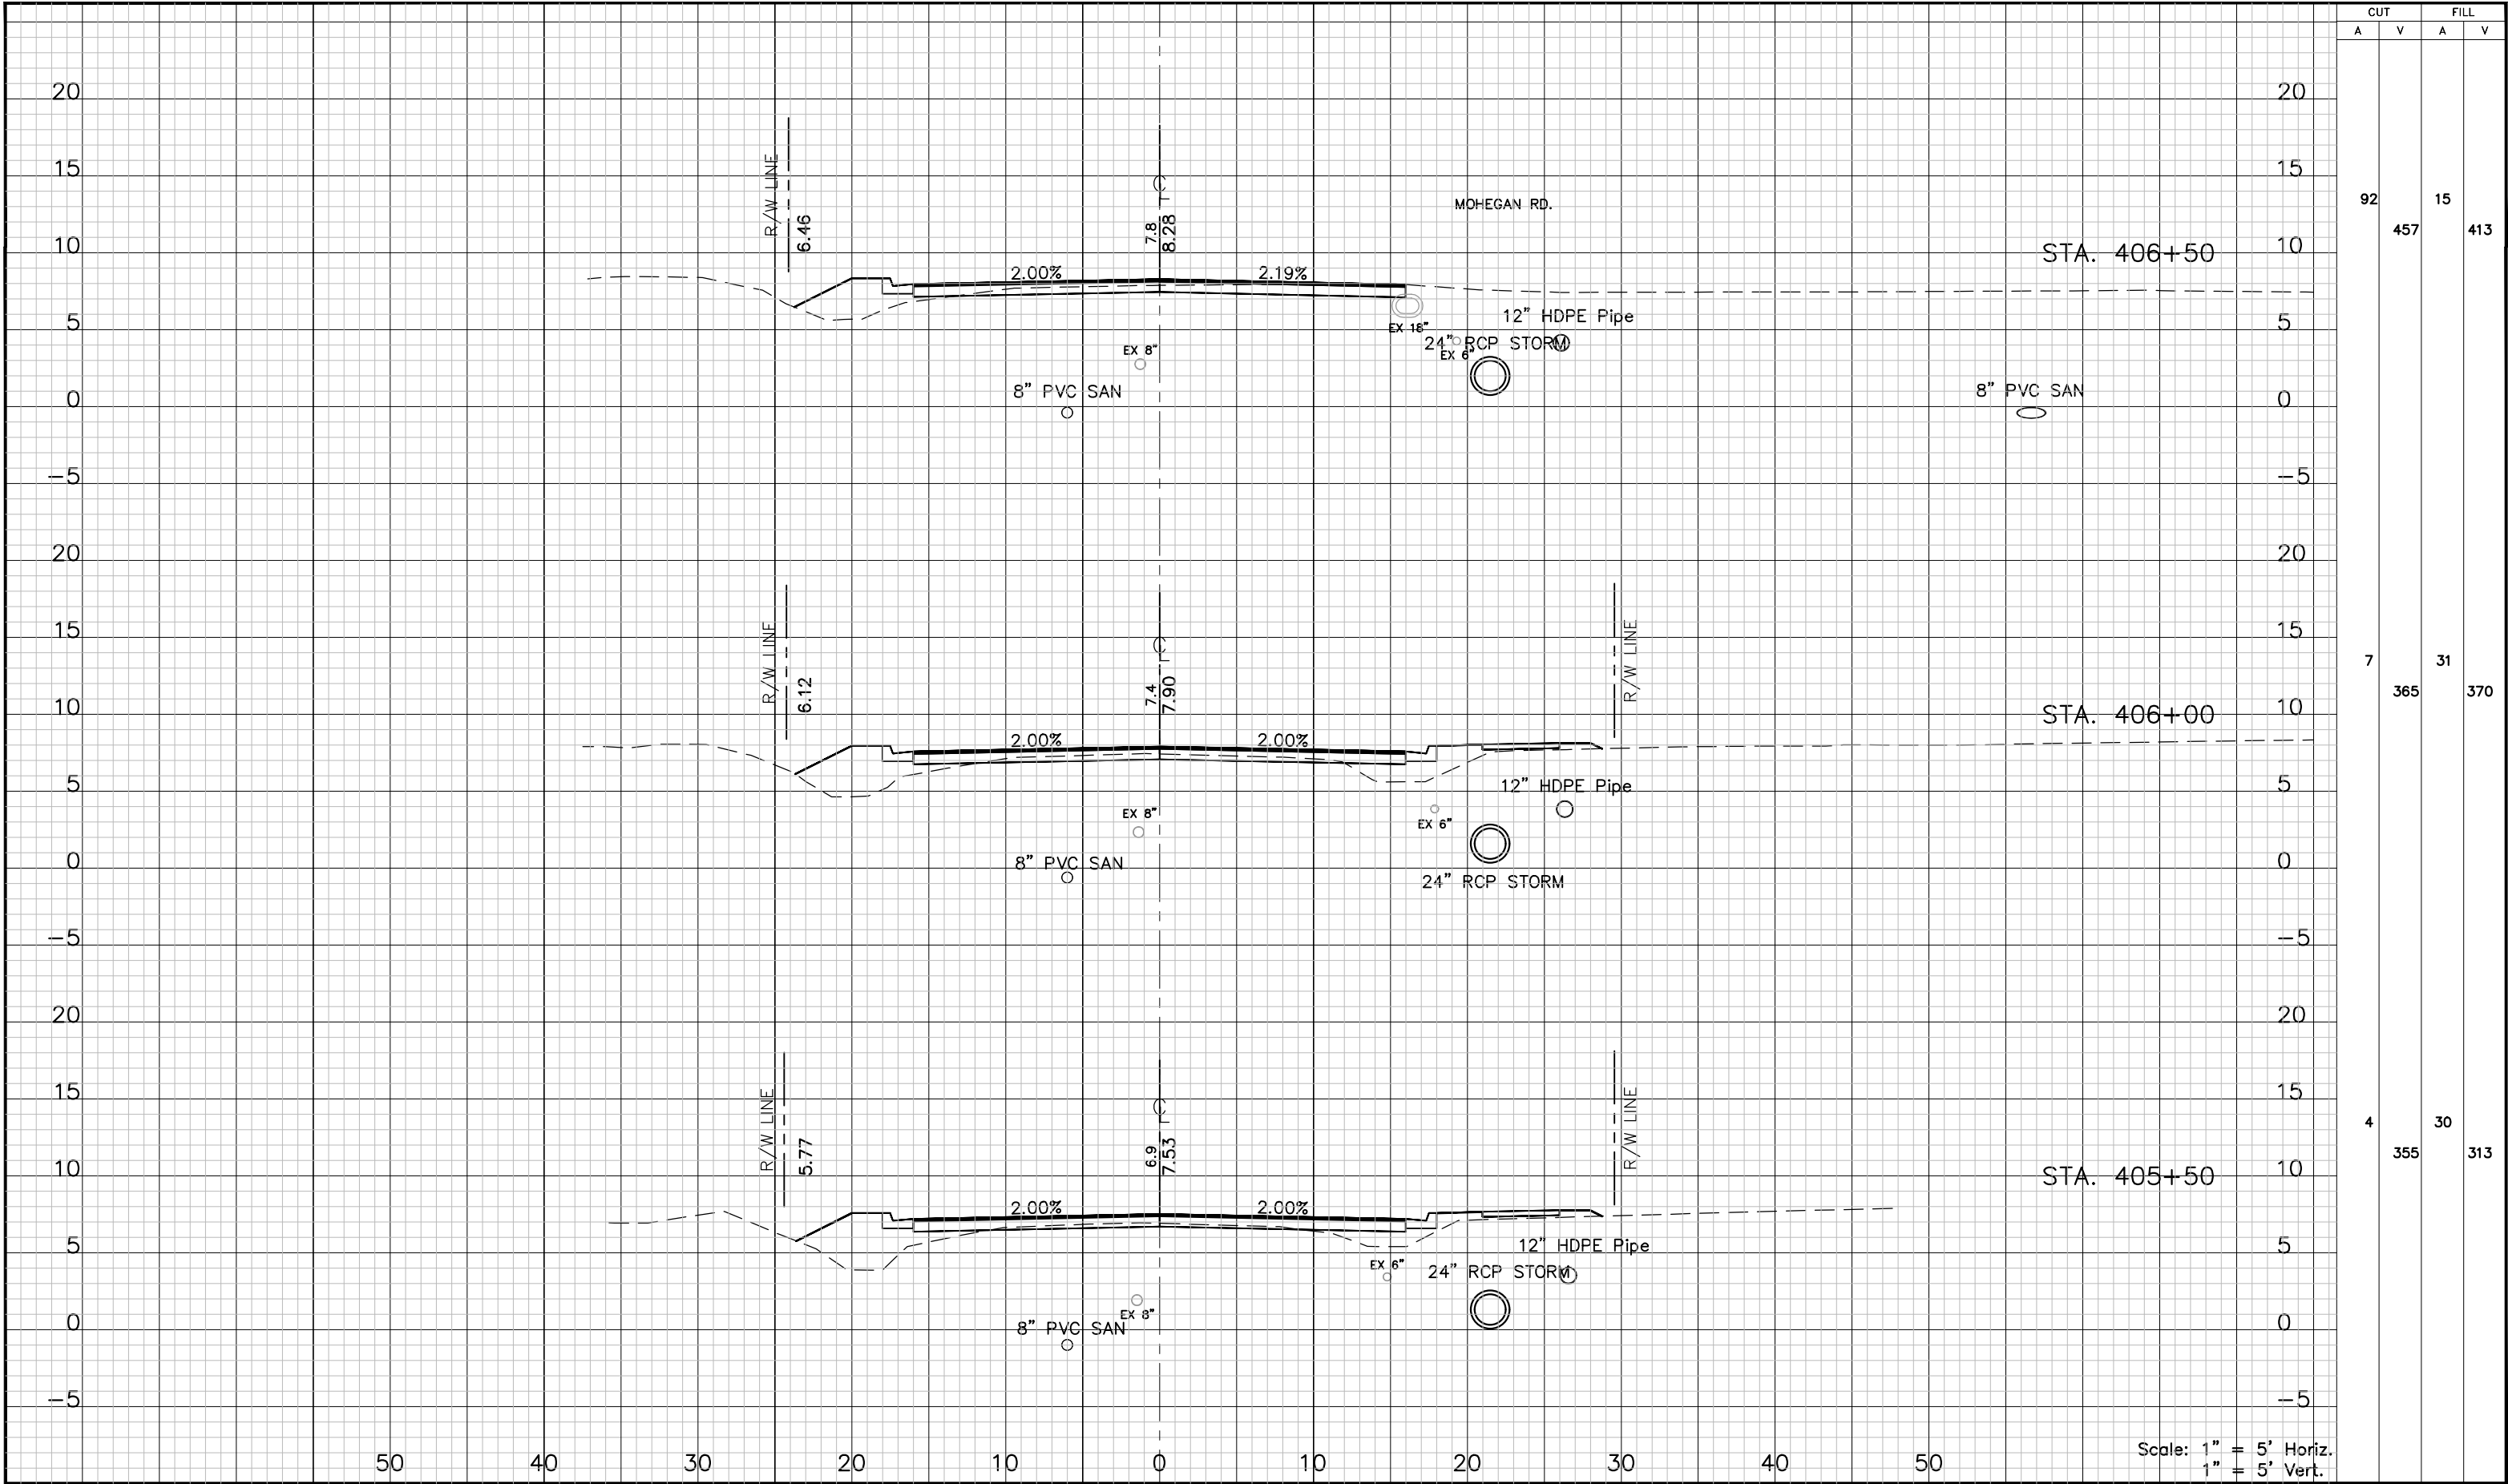 CUT FILL
A V A V
20 20
15 15
10 10
5 5
0 0
-5 -5
R/W LINE
6.46
7.8
8.28
CL
MOHEGAN RD.
STA. 406+50
2.00% 2.19%
92 15
457 413
EX 18"
12" HDPE Pipe
24" RCP STORM
EX 6"
EX 8"
8" PVC SAN
8" PVC SAN
20 20
15 15
10 10
5 5
0 0
-5 -5
R/W LINE
6.12
7.4
7.90
CL
R/W LINE
STA. 406+00
2.00% 2.00%
7 31
365 370
12" HDPE Pipe
EX 8"
EX 6"
8" PVC SAN
24" RCP STORM
20 20
15 15
10 10
5 5
0 0
-5 -5
R/W LINE
5.77
6.9
7.53
CL
R/W LINE
STA. 405+50
2.00% 2.00%
4 30
355 313
12" HDPE Pipe
EX 6"
24" RCP STORM
EX 8"
8" PVC SAN
50 40 30 20 10 0 10 20 30 40 50
Scale: 1" = 5' Horiz.
1" = 5' Vert.